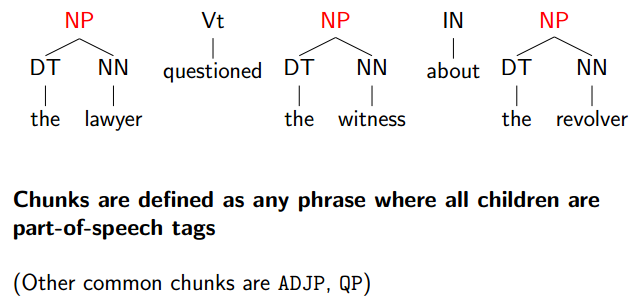 NP Vt NP IN NP
DT NN questioned DT NN about DT NN
the lawyer the witness the revolver
Chunks are defined as any phrase where all children are
part-of-speech tags
(Other common chunks are ADJP, QP)